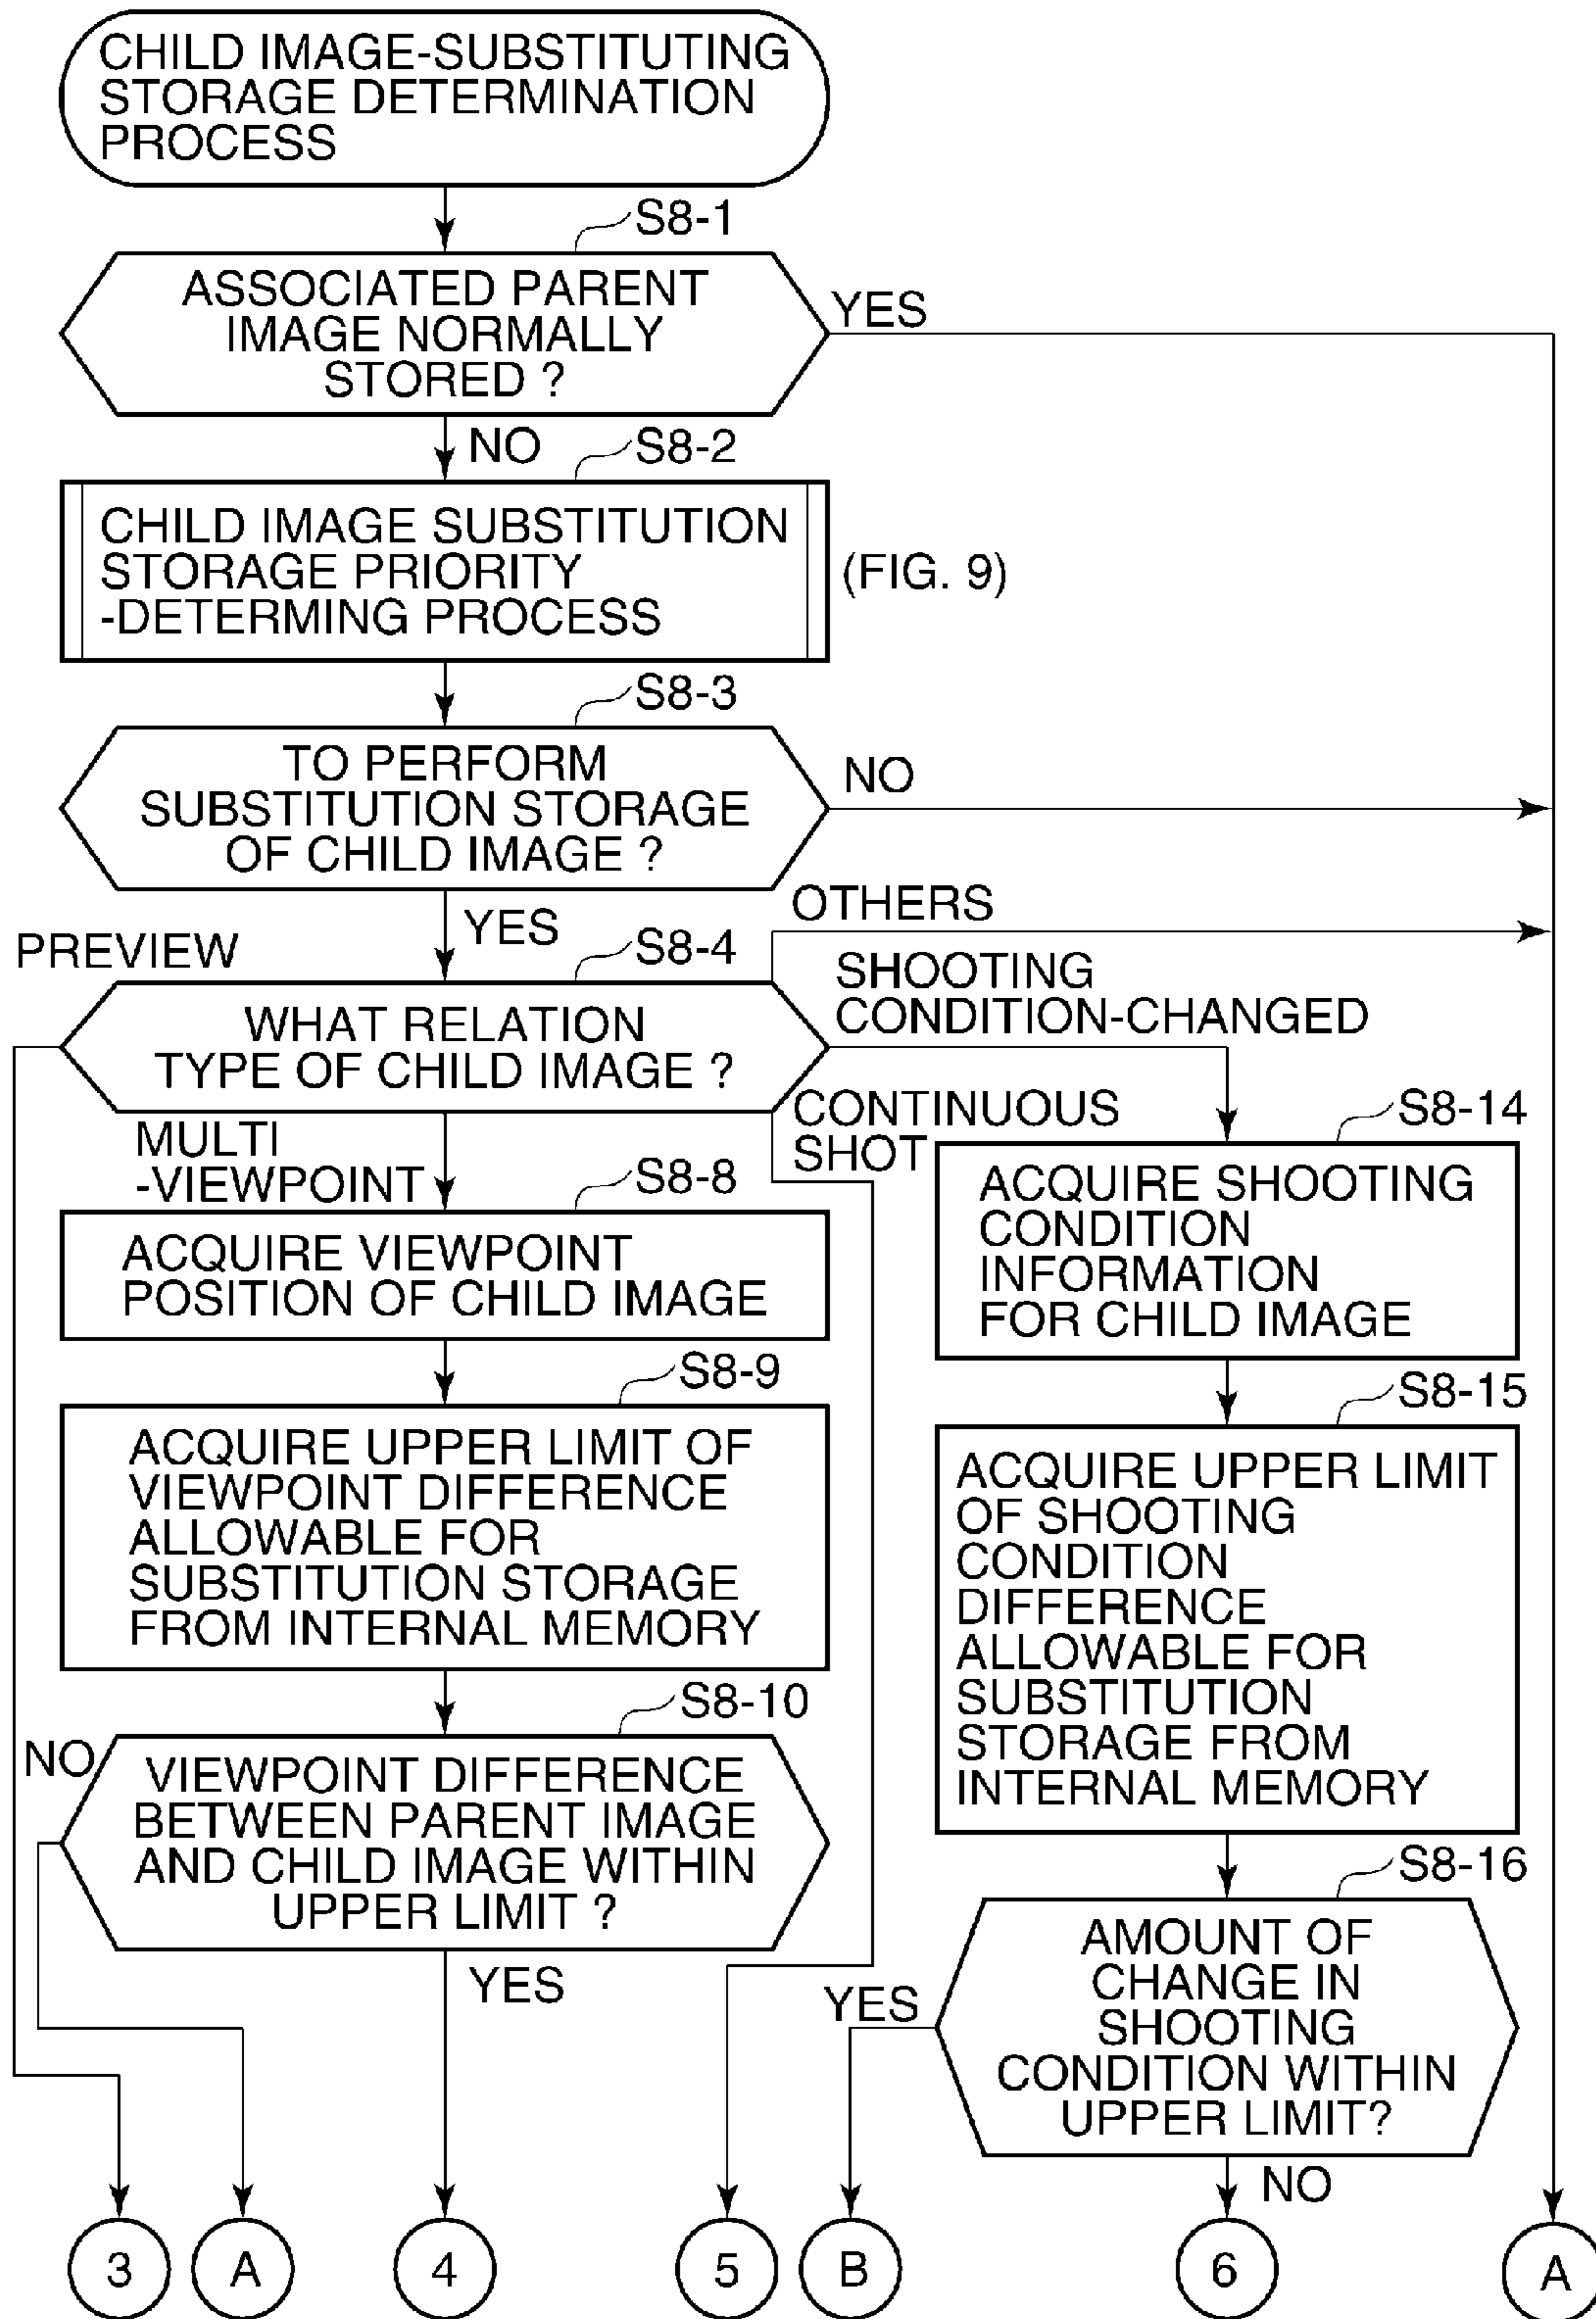 CHILD IMAGE-SUBSTITUTING
STORAGE DETERMINATION
PROCESS
S8-1
ASSOCIATED PARENT
IMAGE NORMALLY
STORED ?
YES
NO
S8-2
CHILD IMAGE SUBSTITUTION
STORAGE PRIORITY
-DETERMING PROCESS
(FIG. 9)
S8-3
TO PERFORM
SUBSTITUTION STORAGE
OF CHILD IMAGE ?
NO
YES
OTHERS
PREVIEW
S8-4
WHAT RELATION
TYPE OF CHILD IMAGE ?
SHOOTING
CONDITION-CHANGED
CONTINUOUS
SHOT
MULTI
-VIEWPOINT
S8-8
ACQUIRE VIEWPOINT
POSITION OF CHILD IMAGE
S8-9
ACQUIRE UPPER LIMIT OF
VIEWPOINT DIFFERENCE
ALLOWABLE FOR
SUBSTITUTION STORAGE
FROM INTERNAL MEMORY
S8-10
NO
VIEWPOINT DIFFERENCE
BETWEEN PARENT IMAGE
AND CHILD IMAGE WITHIN
UPPER LIMIT ?
YES
S8-14
ACQUIRE SHOOTING
CONDITION
INFORMATION
FOR CHILD IMAGE
S8-15
ACQUIRE UPPER LIMIT
OF SHOOTING
CONDITION
DIFFERENCE
ALLOWABLE FOR
SUBSTITUTION
STORAGE FROM
INTERNAL MEMORY
S8-16
AMOUNT OF
CHANGE IN
SHOOTING
CONDITION WITHIN
UPPER LIMIT?
YES
NO
3
A
4
5
B
6
A